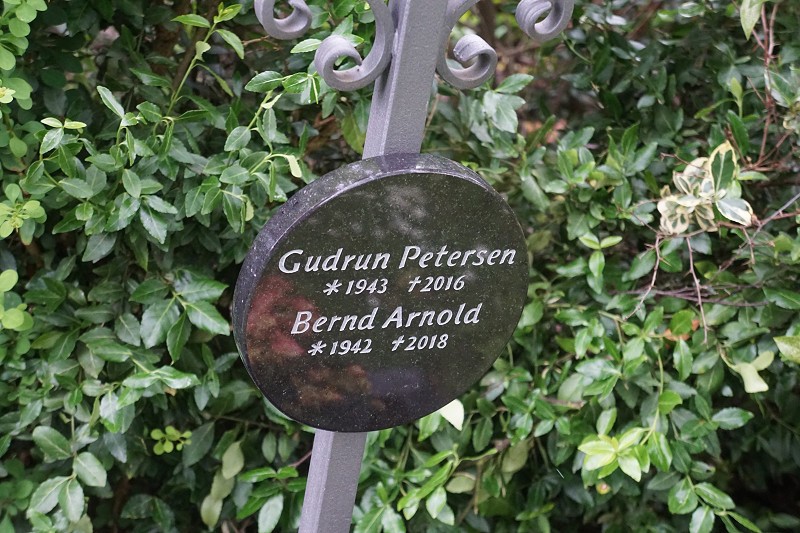 Gudrun Petersen
*1943 †2016
Bernd Arnold
*1942 †2018